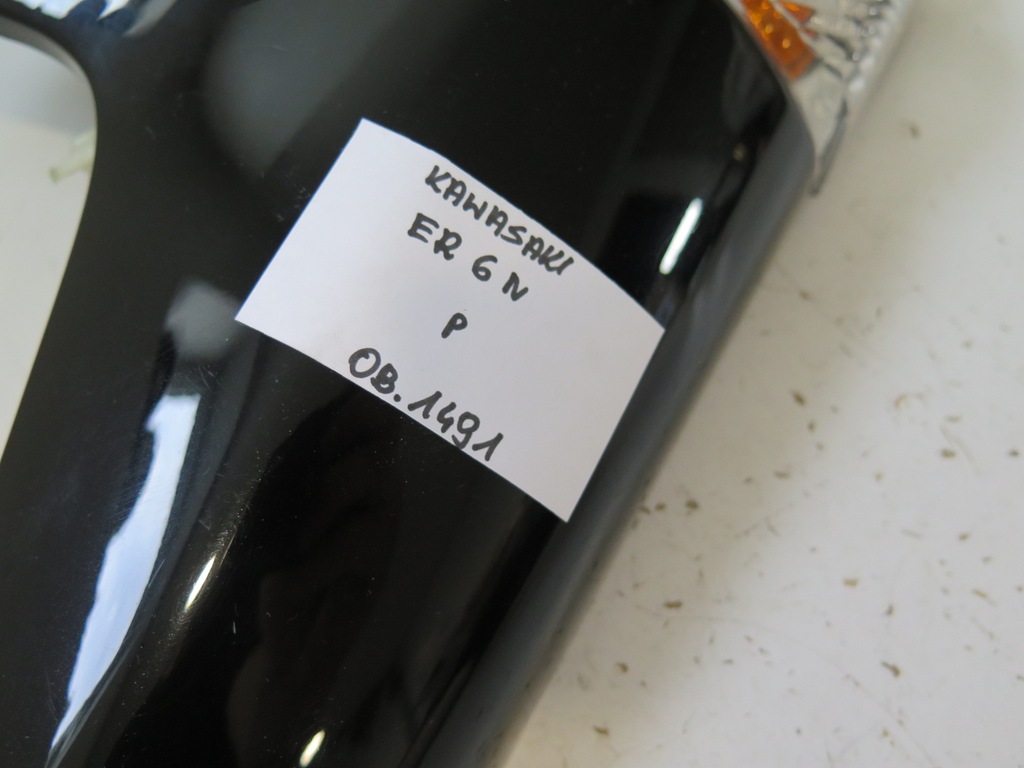 KAWASAKI
ER 6 N
P
OB. 1491